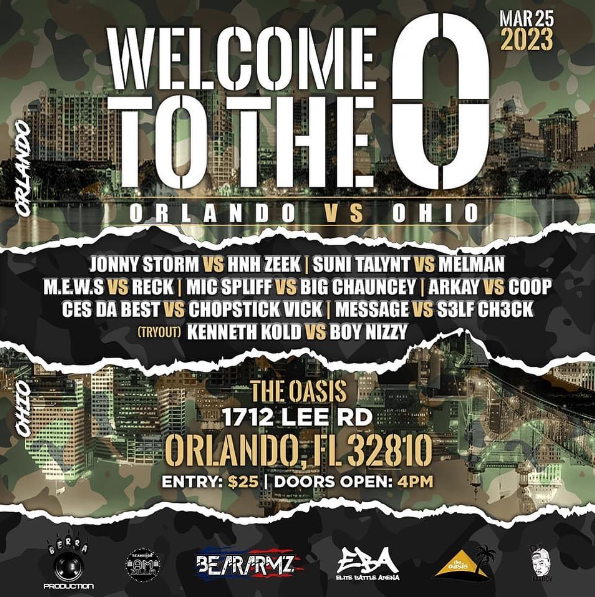 MAR 25
2023
WELCOME
TO THE O
ORLANDO VS OHIO
ORLANDO
JONNY STORM VS HNH ZEEK | SUNI TALYNT VS MELMAN
M.E.W.S VS RECK | MIC SPLIFF VS BIG CHAUNCEY | ARKAY VS COOP
CES DA BEST VS CHOPSTICK VICK | MESSAGE VS S3LF CH3CK
(TRYOUT) KENNETH KOLD VS BOY NIZZY
OHIO
THE OASIS
1712 LEE RD
ORLANDO, FL 32810
ENTRY: $25 | DOORS OPEN: 4PM
PRODUCTION
BEARARMZ
EBA
ELITE BATTLE ARENA
the oasis